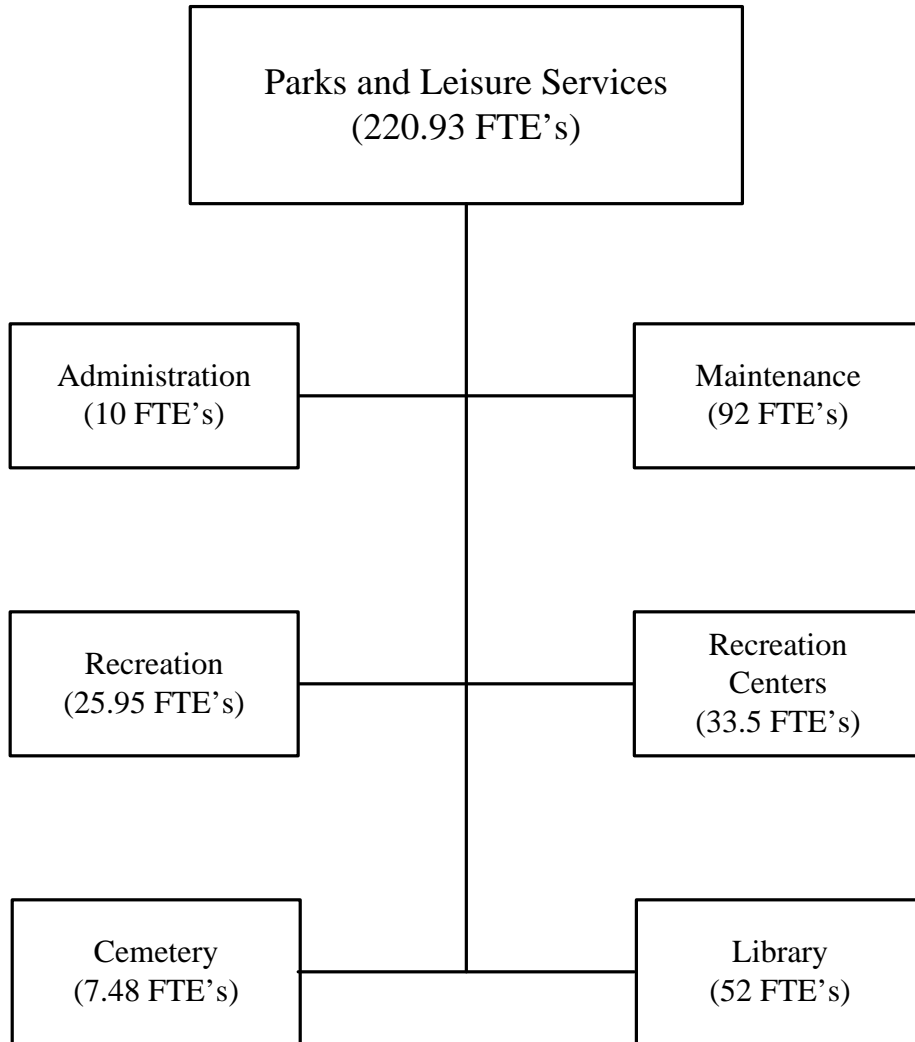 Parks and Leisure Services
(220.93 FTE’s)
Administration
(10 FTE’s)
Maintenance
(92 FTE’s)
Recreation
(25.95 FTE’s)
Recreation
Centers
(33.5 FTE’s)
Cemetery
(7.48 FTE’s)
Library
(52 FTE’s)